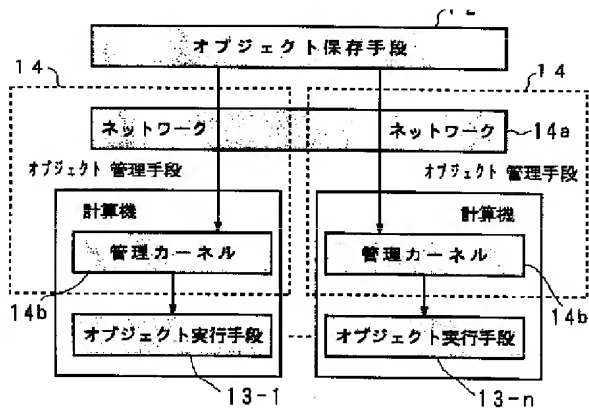 オブジェクト保存手段
14 14
ネットワーク ネットワーク 14a
オブジェクト 管理手段 オブジェクト 管理手段
計算機 計算機
管理カーネル 管理カーネル
14b 14b
オブジェクト実行手段 オブジェクト実行手段
13-1 13-n